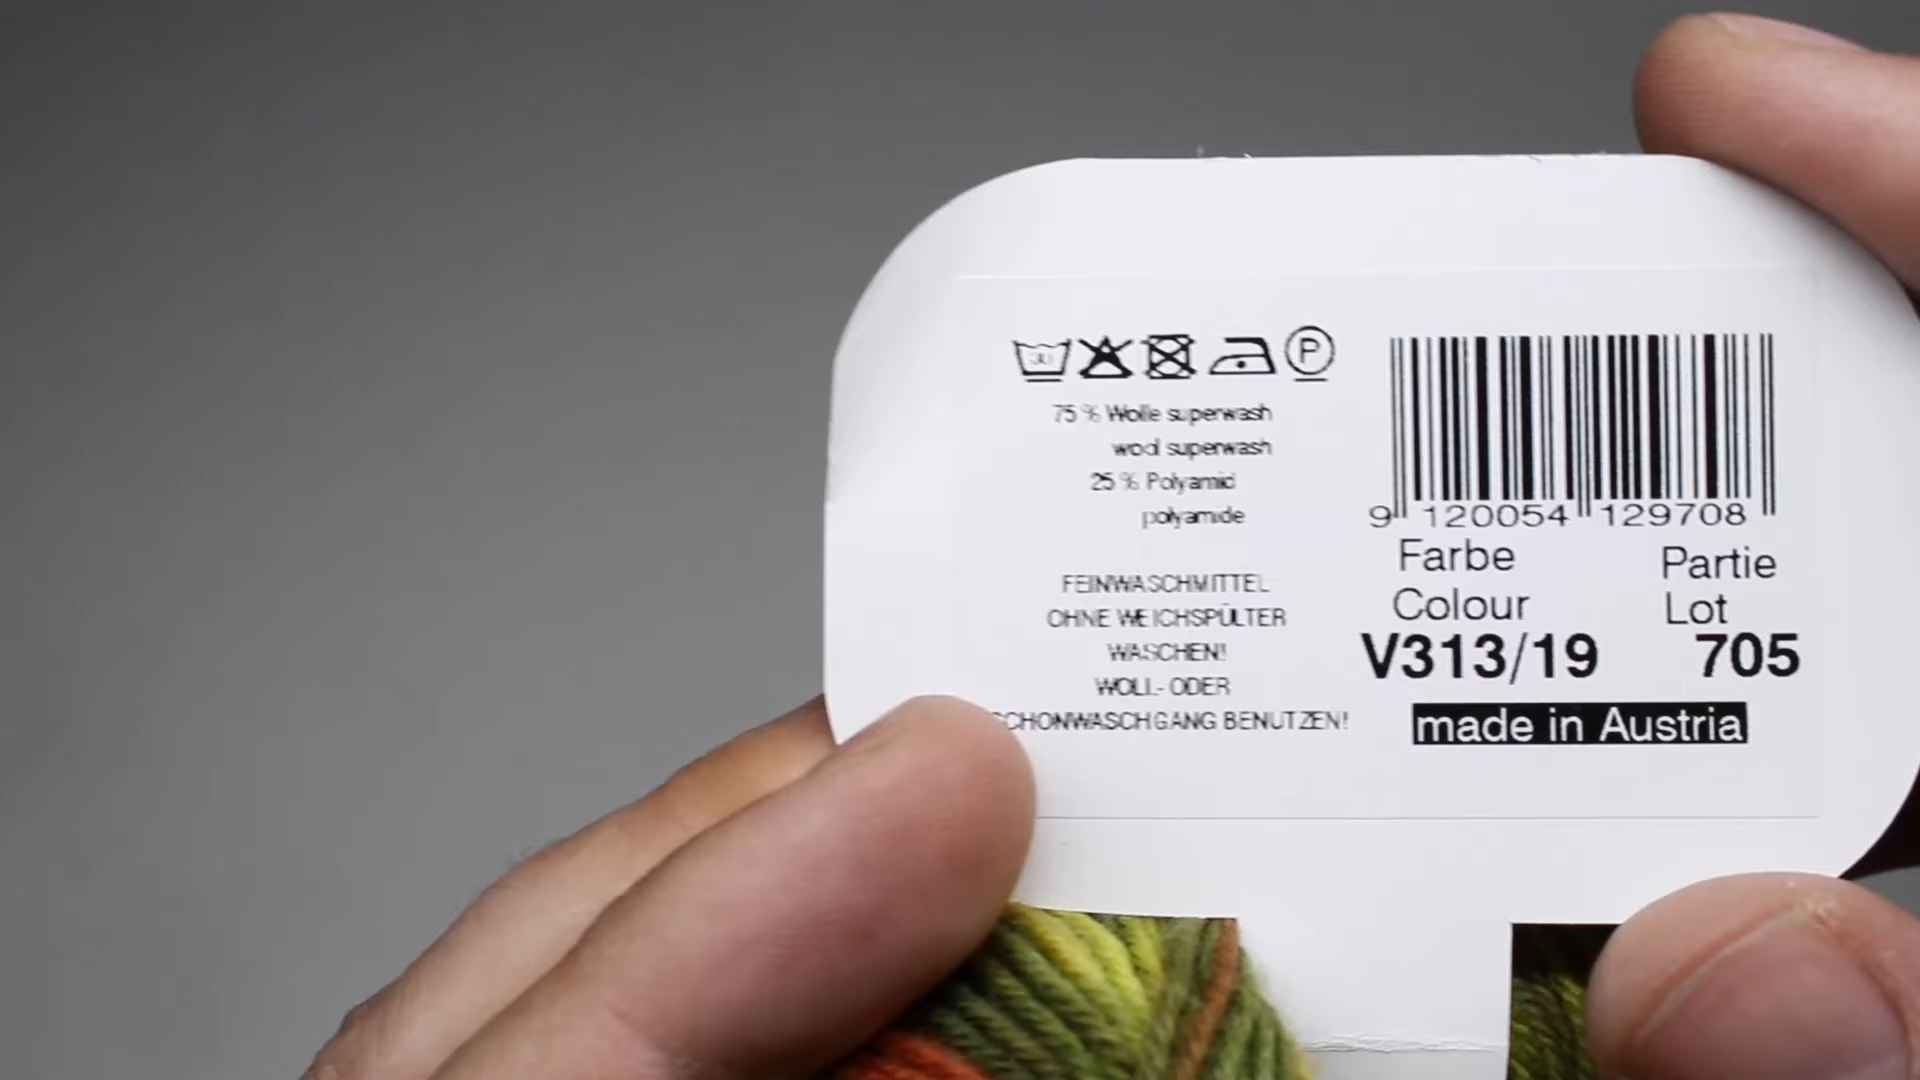 30 P
75 % Wolle superwash
wool superwash
25 % Polyamid
polyamide
FEINWASCHMITTEL
OHNE WEICHSPÜLTER
WASCHEN!
WOLL- ODER
SCHONWASCHGANG BENUTZEN!
9 120054 129708
Farbe Partie
Colour Lot
V313/19 705
made in Austria